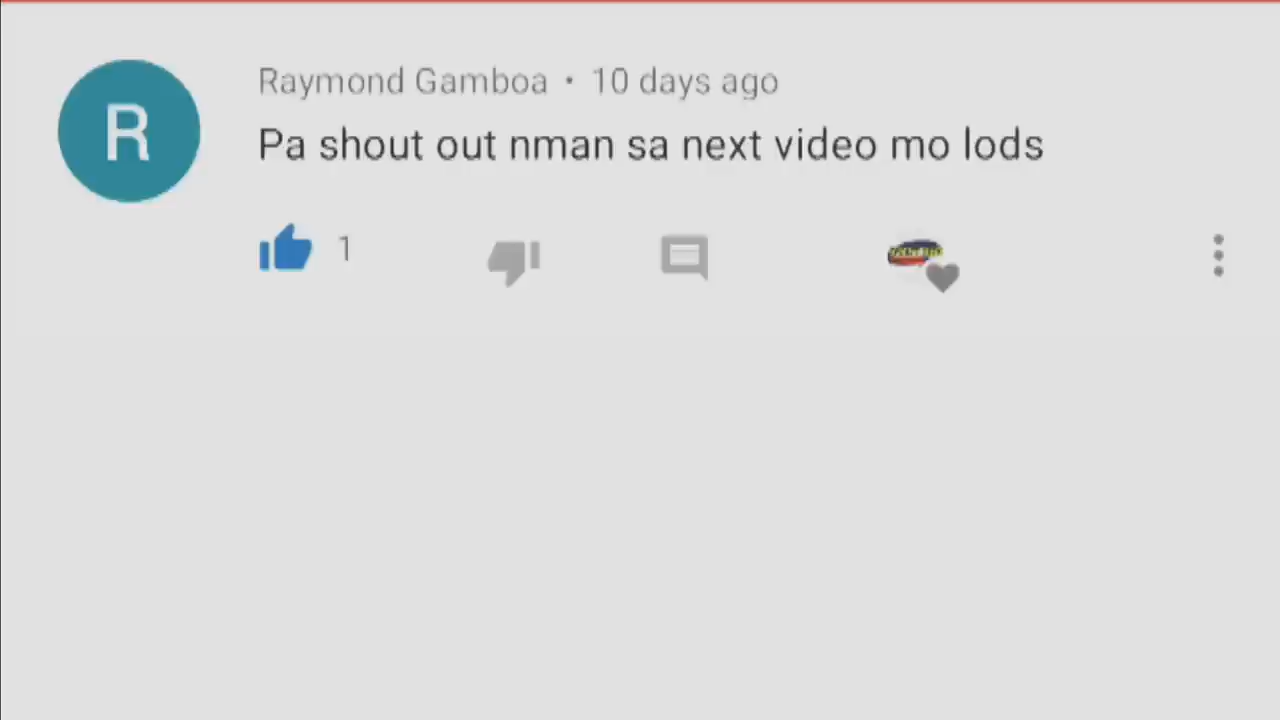 R
Raymond Gamboa • 10 days ago
Pa shout out nman sa next video mo lods
1